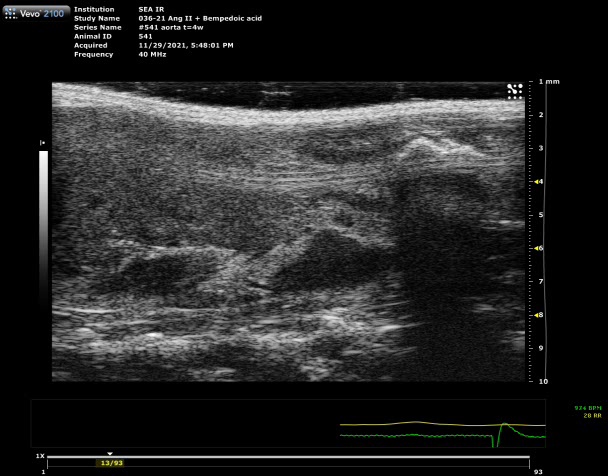 Vevo 2100
Institution SEA IR
Study Name 036-21 Ang II + Bempedoic acid
Series Name #541 aorta t=4w
Animal ID 541
Acquired 11/29/2021, 5:48:01 PM
Frequency 40 MHz
1 mm
2
3
4
5
6
7
8
9
10
974 BPM
28 RR
1X
13/93
1
93